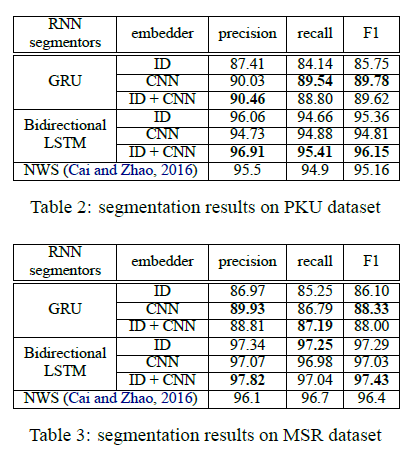 RNN segmentors embedder precision recall F1
GRU ID 87.41 84.14 85.75
CNN 90.03 89.54 89.78
ID + CNN 90.46 88.80 89.62
Bidirectional LSTM ID 96.06 94.66 95.36
CNN 94.73 94.88 94.81
ID + CNN 96.91 95.41 96.15
NWS (Cai and Zhao, 2016) 95.5 94.9 95.16
Table 2: segmentation results on PKU dataset
RNN segmentors embedder precision recall F1
GRU ID 86.97 85.25 86.10
CNN 89.93 86.79 88.33
ID + CNN 88.81 87.19 88.00
Bidirectional LSTM ID 97.34 97.25 97.29
CNN 97.07 96.98 97.03
ID + CNN 97.82 97.04 97.43
NWS (Cai and Zhao, 2016) 96.1 96.7 96.4
Table 3: segmentation results on MSR dataset